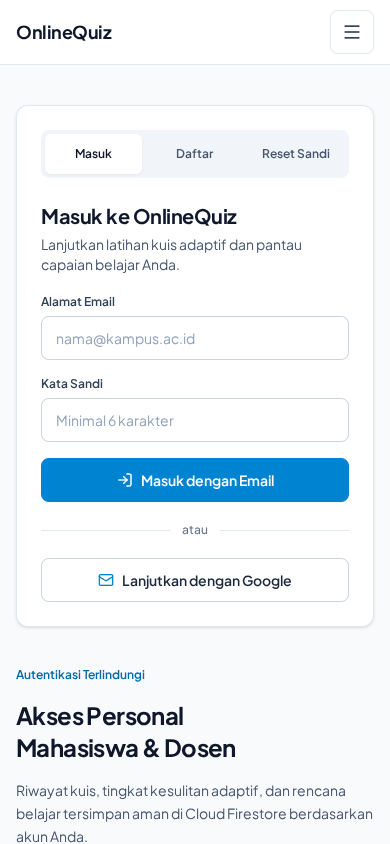 OnlineQuiz
Masuk
Daftar
Reset Sandi
Masuk ke OnlineQuiz
Lanjutkan latihan kuis adaptif dan pantau
capaian belajar Anda.
Alamat Email
nama@kampus.ac.id
Kata Sandi
Minimal 6 karakter
Masuk dengan Email
atau
Lanjutkan dengan Google
Autentikasi Terlindungi
Akses Personal
Mahasiswa & Dosen
Riwayat kuis, tingkat kesulitan adaptif, dan rencana
belajar tersimpan aman di Cloud Firestore berdasarkan
akun Anda.